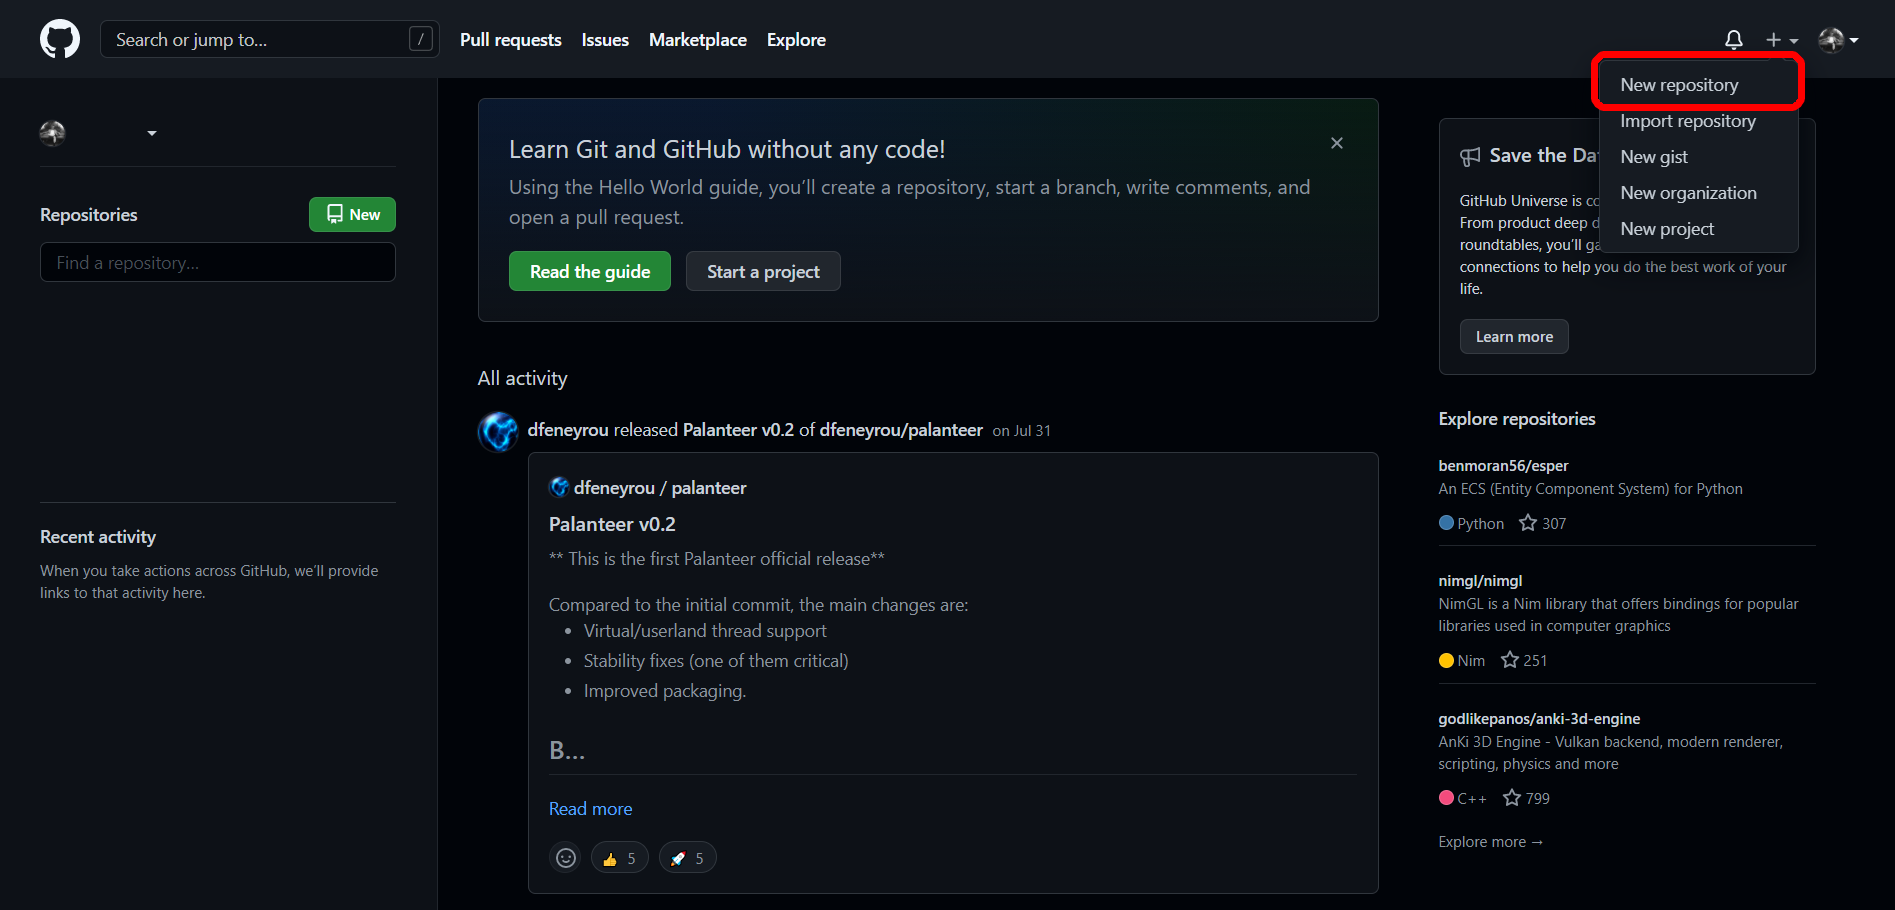 Search or jump to...
/
Pull requests
Issues
Marketplace
Explore
New repository
Import repository
New gist
New organization
New project
Repositories
New
Find a repository...
Recent activity
When you take actions across GitHub, we’ll provide
links to that activity here.
Learn Git and GitHub without any code!
Using the Hello World guide, you’ll create a repository, start a branch, write comments, and
open a pull request.
Read the guide
Start a project
All activity
dfeneyrou released Palanteer v0.2 of dfeneyrou/palanteer on Jul 31
dfeneyrou / palanteer
Palanteer v0.2
** This is the first Palanteer official release**
Compared to the initial commit, the main changes are:
• Virtual/userland thread support
• Stability fixes (one of them critical)
• Improved packaging.
B...
Read more
👍 5
🚀 5
Save the Da
GitHub Universe is co
From product deep d
roundtables, you’ll ga
connections to help you do the best work of your
life.
Learn more
Explore repositories
benmoran56/esper
An ECS (Entity Component System) for Python
Python 307
nimgl/nimgl
NimGL is a Nim library that offers bindings for popular
libraries used in computer graphics
Nim 251
godlikepanos/anki-3d-engine
AnKi 3D Engine - Vulkan backend, modern renderer,
scripting, physics and more
C++ 799
Explore more →